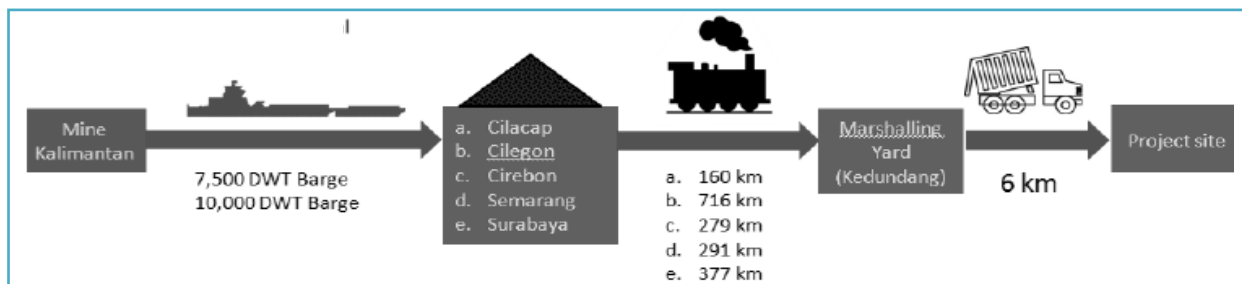 Mine
Kalimantan
7,500 DWT Barge
10,000 DWT Barge
a. Cilacap
b. Cilegon
c. Cirebon
d. Semarang
e. Surabaya
a. 160 km
b. 716 km
c. 279 km
d. 291 km
e. 377 km
Marshalling
Yard
(Kedundang)
6 km
Project site